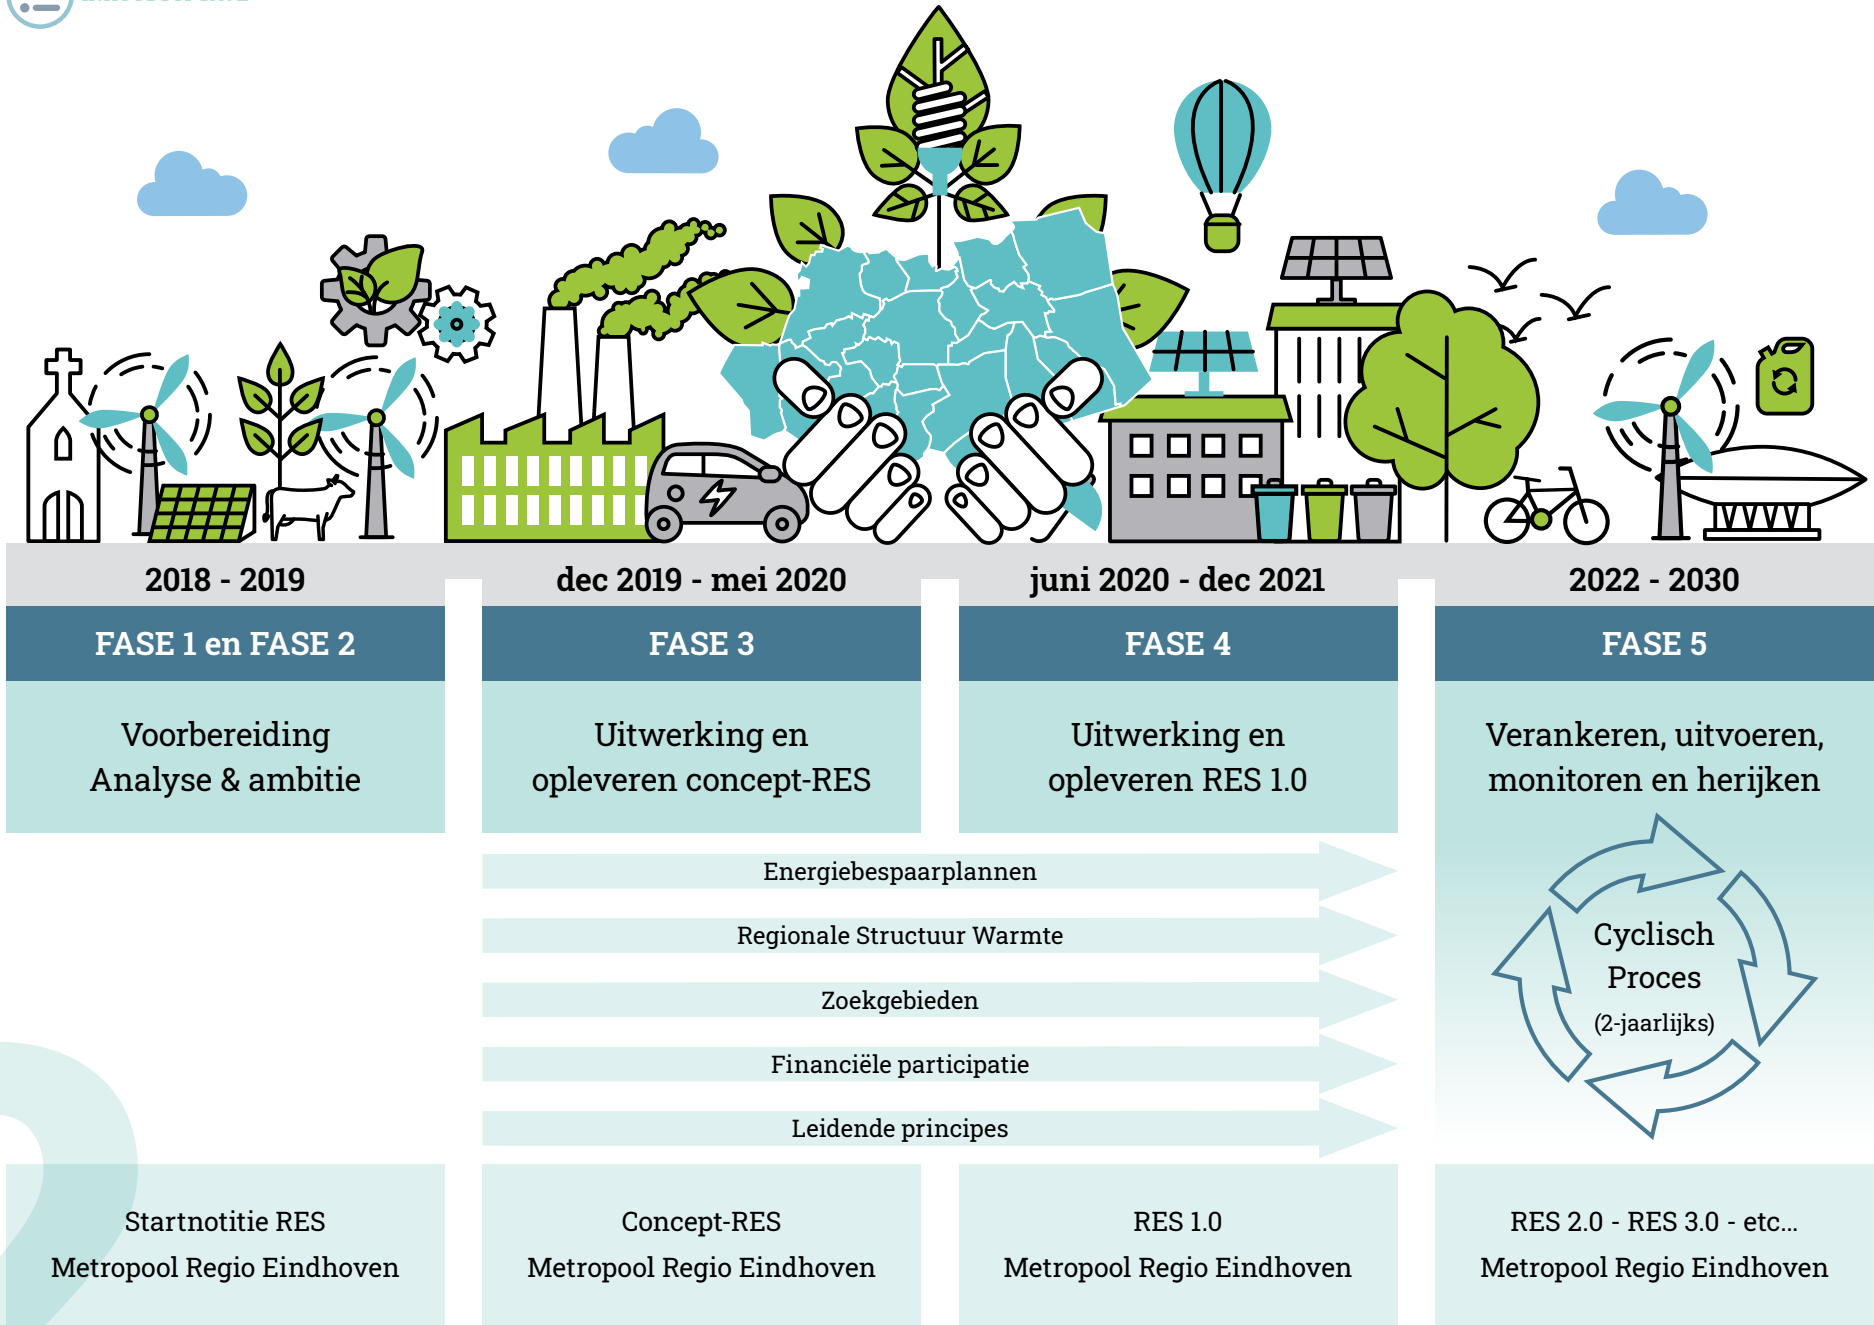 2018 - 2019
dec 2019 - mei 2020
juni 2020 - dec 2021
2022 - 2030
FASE 1 en FASE 2
FASE 3
FASE 4
FASE 5
Voorbereiding
Analyse & ambitie
Uitwerking en
opleveren concept-RES
Uitwerking en
opleveren RES 1.0
Verankeren, uitvoeren,
monitoren en herijken
Energiebespaarplannen
Regionale Structuur Warmte
Zoekgebieden
Financiële participatie
Leidende principes
Cyclisch
Proces
(2-jaarlijks)
Startnotitie RES
Metropool Regio Eindhoven
Concept-RES
Metropool Regio Eindhoven
RES 1.0
Metropool Regio Eindhoven
RES 2.0 - RES 3.0 - etc...
Metropool Regio Eindhoven